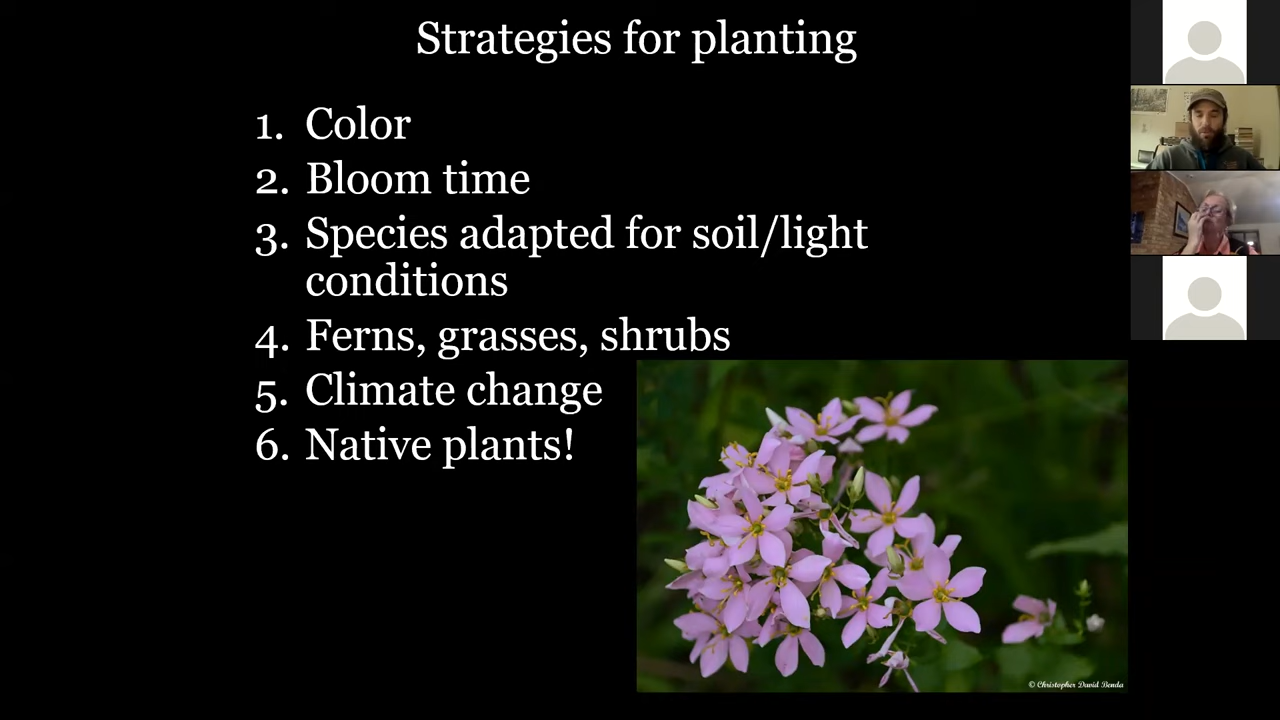 Strategies for planting
1. Color
2. Bloom time
3. Species adapted for soil/light
conditions
4. Ferns, grasses, shrubs
5. Climate change
6. Native plants!
© Christopher David Benda